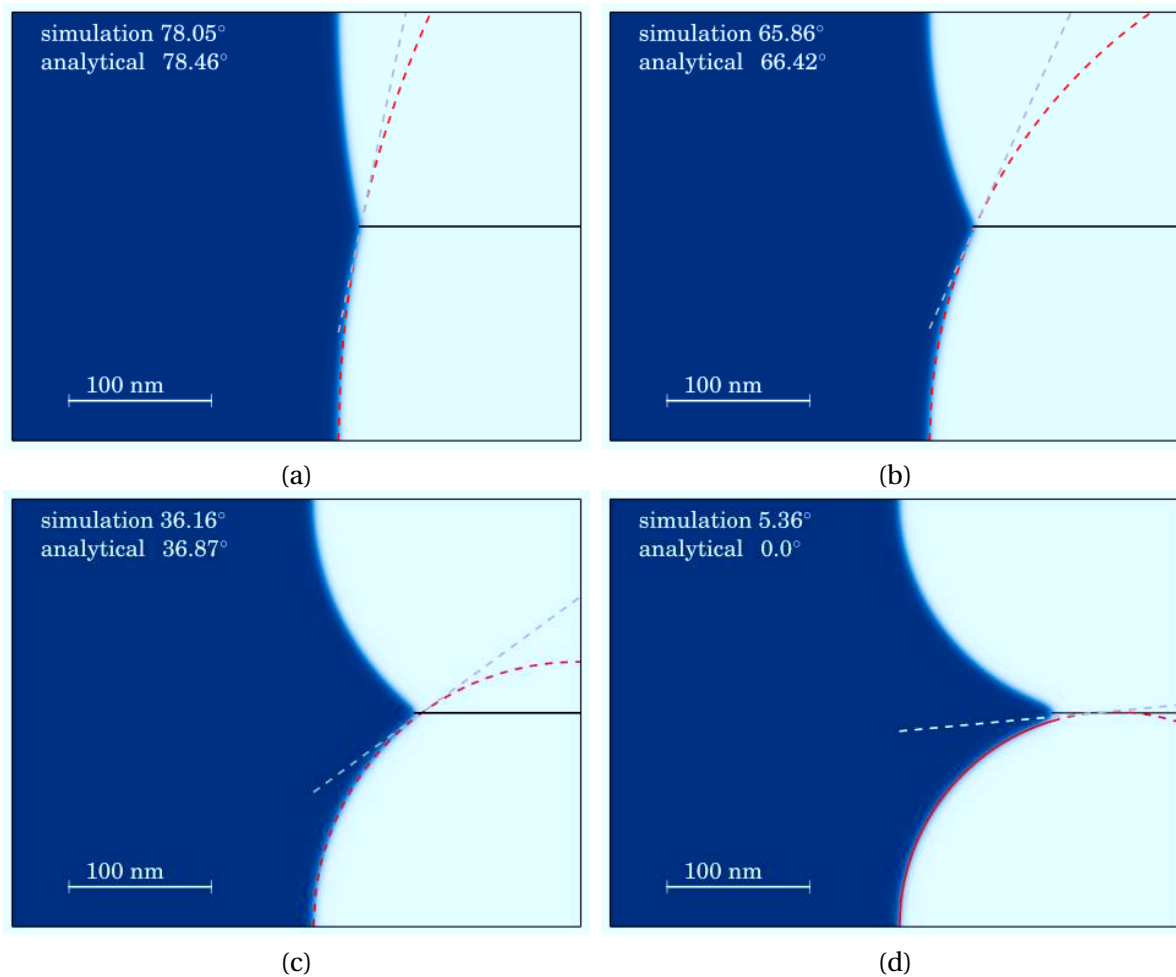 simulation 78.05°
analytical 78.46°
100 nm
(a)
simulation 65.86°
analytical 66.42°
100 nm
(b)
simulation 36.16°
analytical 36.87°
100 nm
(c)
simulation 5.36°
analytical 0.0°
100 nm
(d)